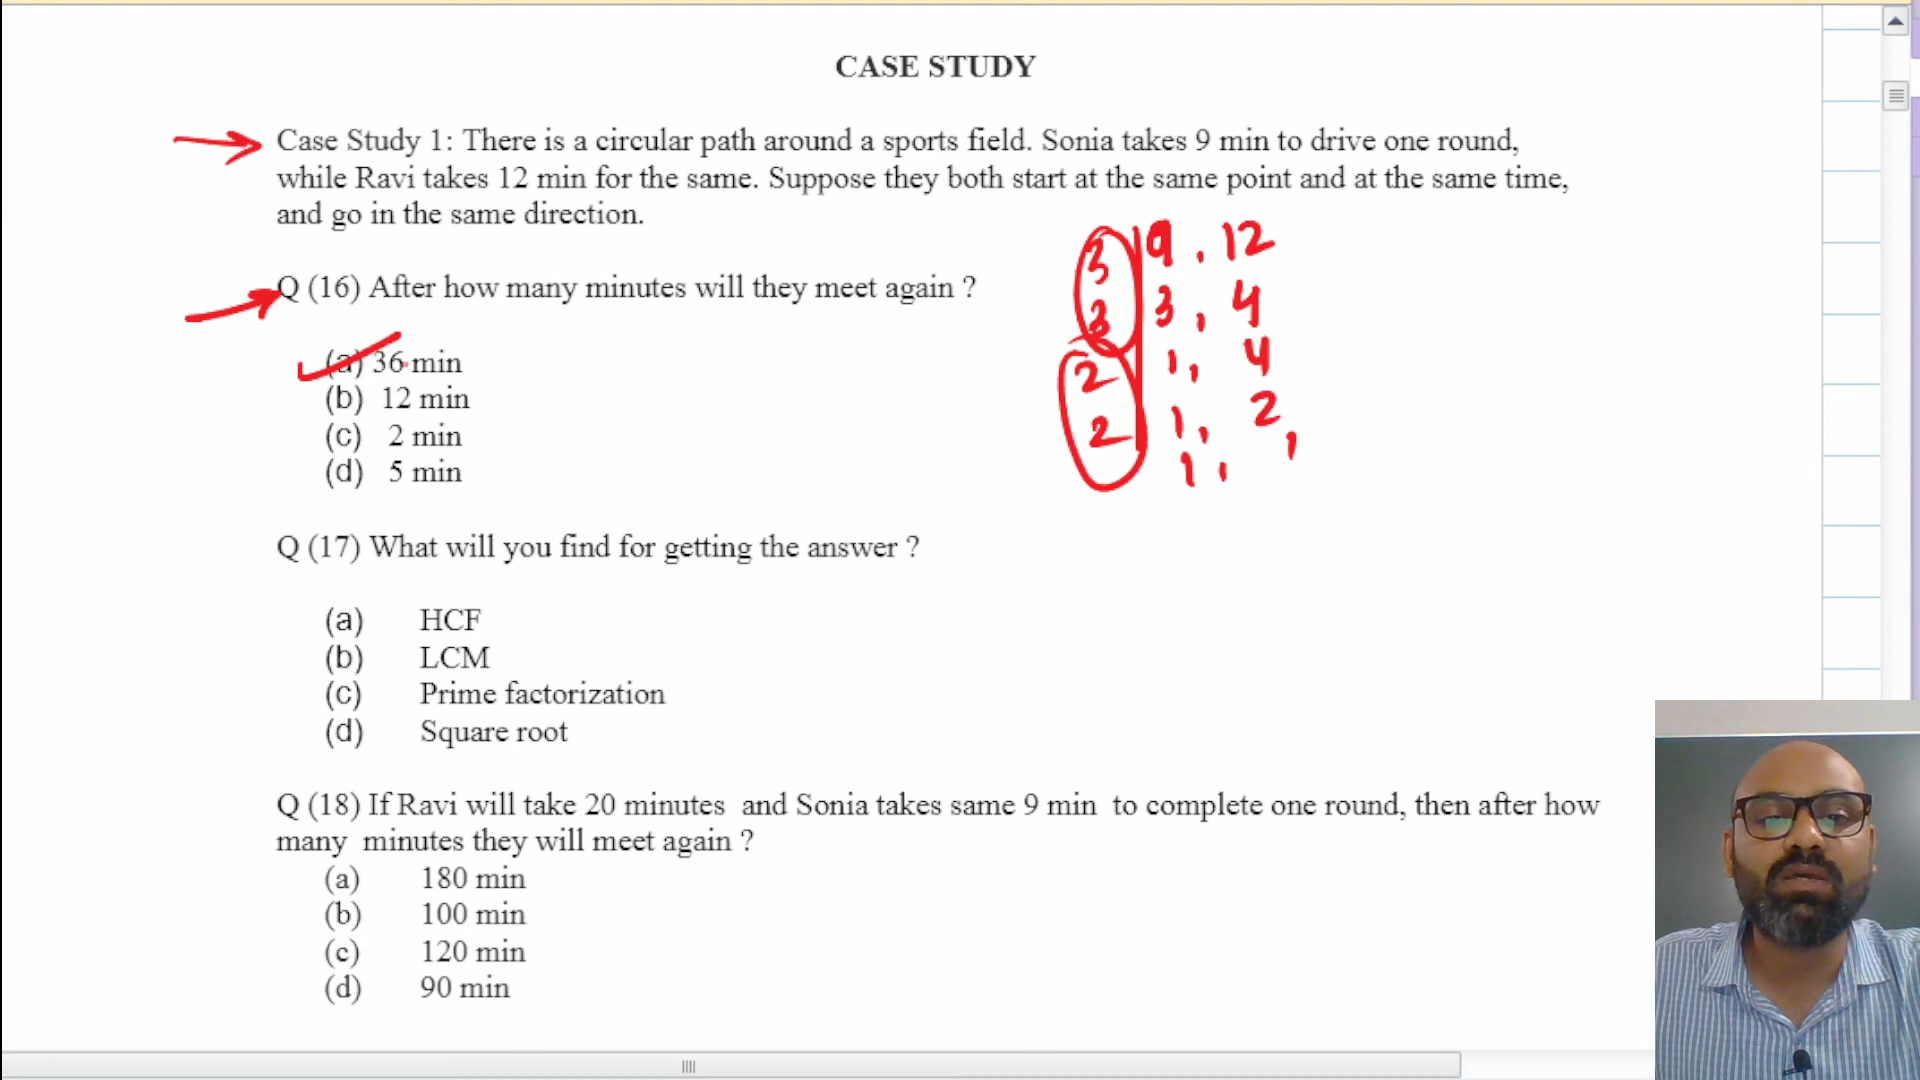 CASE STUDY
Case Study 1: There is a circular path around a sports field. Sonia takes 9 min to drive one round,
while Ravi takes 12 min for the same. Suppose they both start at the same point and at the same time,
and go in the same direction.
3 9 , 12
Q (16) After how many minutes will they meet again ?
3 3 , 4
(a) 36 min
2 1 , 4
(b) 12 min
2 1 , 2
(c) 2 min
1 , 1
(d) 5 min
Q (17) What will you find for getting the answer ?
(a) HCF
(b) LCM
(c) Prime factorization
(d) Square root
Q (18) If Ravi will take 20 minutes and Sonia takes same 9 min to complete one round, then after how
many minutes they will meet again ?
(a) 180 min
(b) 100 min
(c) 120 min
(d) 90 min